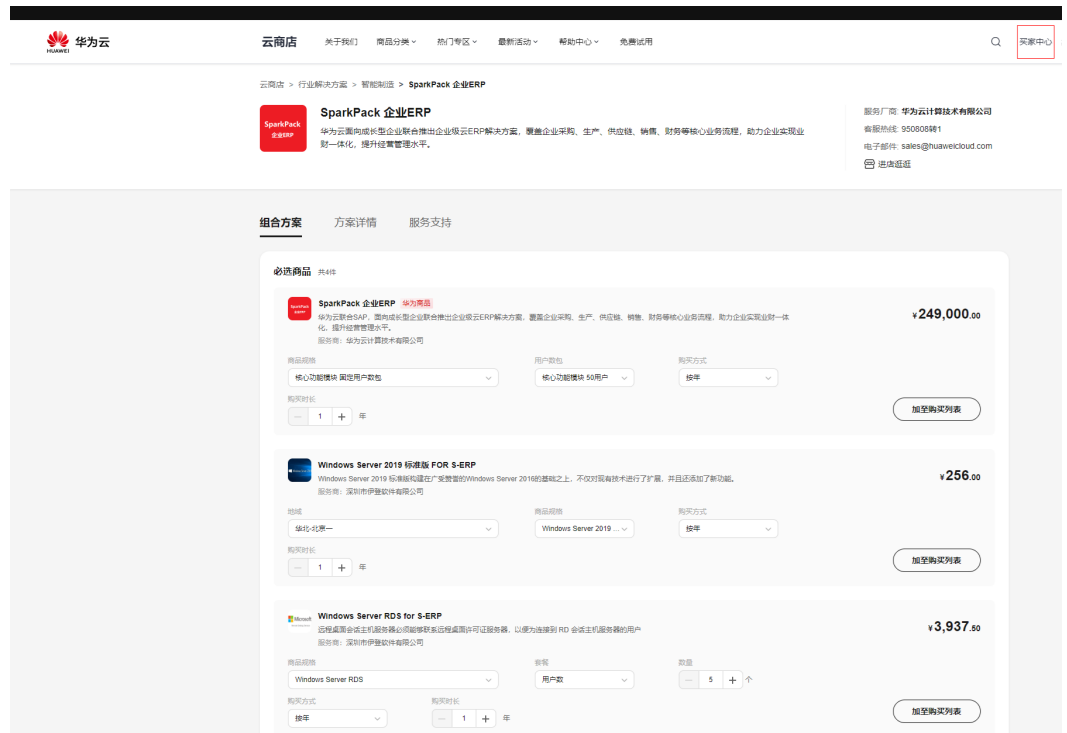 HUAWEI
华为云
云商店
关于我们
商品分类
热门专区
最新活动
帮助中心
免费试用
买家中心
云商店 > 行业解决方案 > 智能制造 > SparkPack 企业ERP
SparkPack
企业ERP
SparkPack 企业ERP
华为云面向成长型企业联合推出企业级云ERP解决方案，覆盖企业采购、生产、供应链、销售、财务等核心业务流程，助力企业实现业
财一体化，提升经营管理水平。
服务厂商: 华为云计算技术有限公司
客服热线: 950808转1
电子邮件: sales@huaweicloud.com
进店逛逛
组合方案
方案详情
服务支持
必选商品 共4件
SparkPack 企业ERP 华为商品
华为云联合SAP，面向成长型企业联合推出企业级云ERP解决方案，覆盖企业采购、生产、供应链、销售、财务等核心业务流程，助力企业实现业财一体
化，提升经营管理水平。
服务商：华为云计算技术有限公司
¥249,000.00
商品规格
用户数包
购买方式
核心功能模块 固定用户数包
核心功能模块 50用户
按年
购买时长
1
年
加至购买列表
Windows Server 2019 标准版 FOR S-ERP
Windows Server 2019 标准版构建在广受赞誉的Windows Server 2016的基础之上，不仅对现有技术进行了扩展，并且还添加了新功能。
服务商：深圳市伊登软件有限公司
¥256.00
地域
商品规格
购买方式
华北-北京一
Windows Server 2019 ...
按年
购买时长
1
年
加至购买列表
Microsoft
Windows Server RDS for S-ERP
远程桌面会话主机服务器必须能够联系远程桌面许可证服务器，以便为连接到 RD 会话主机服务器的用户
服务商：深圳市伊登软件有限公司
¥3,937.50
商品规格
套餐
数量
Windows Server RDS
用户数
5
个
购买方式
购买时长
按年
1
年
加至购买列表